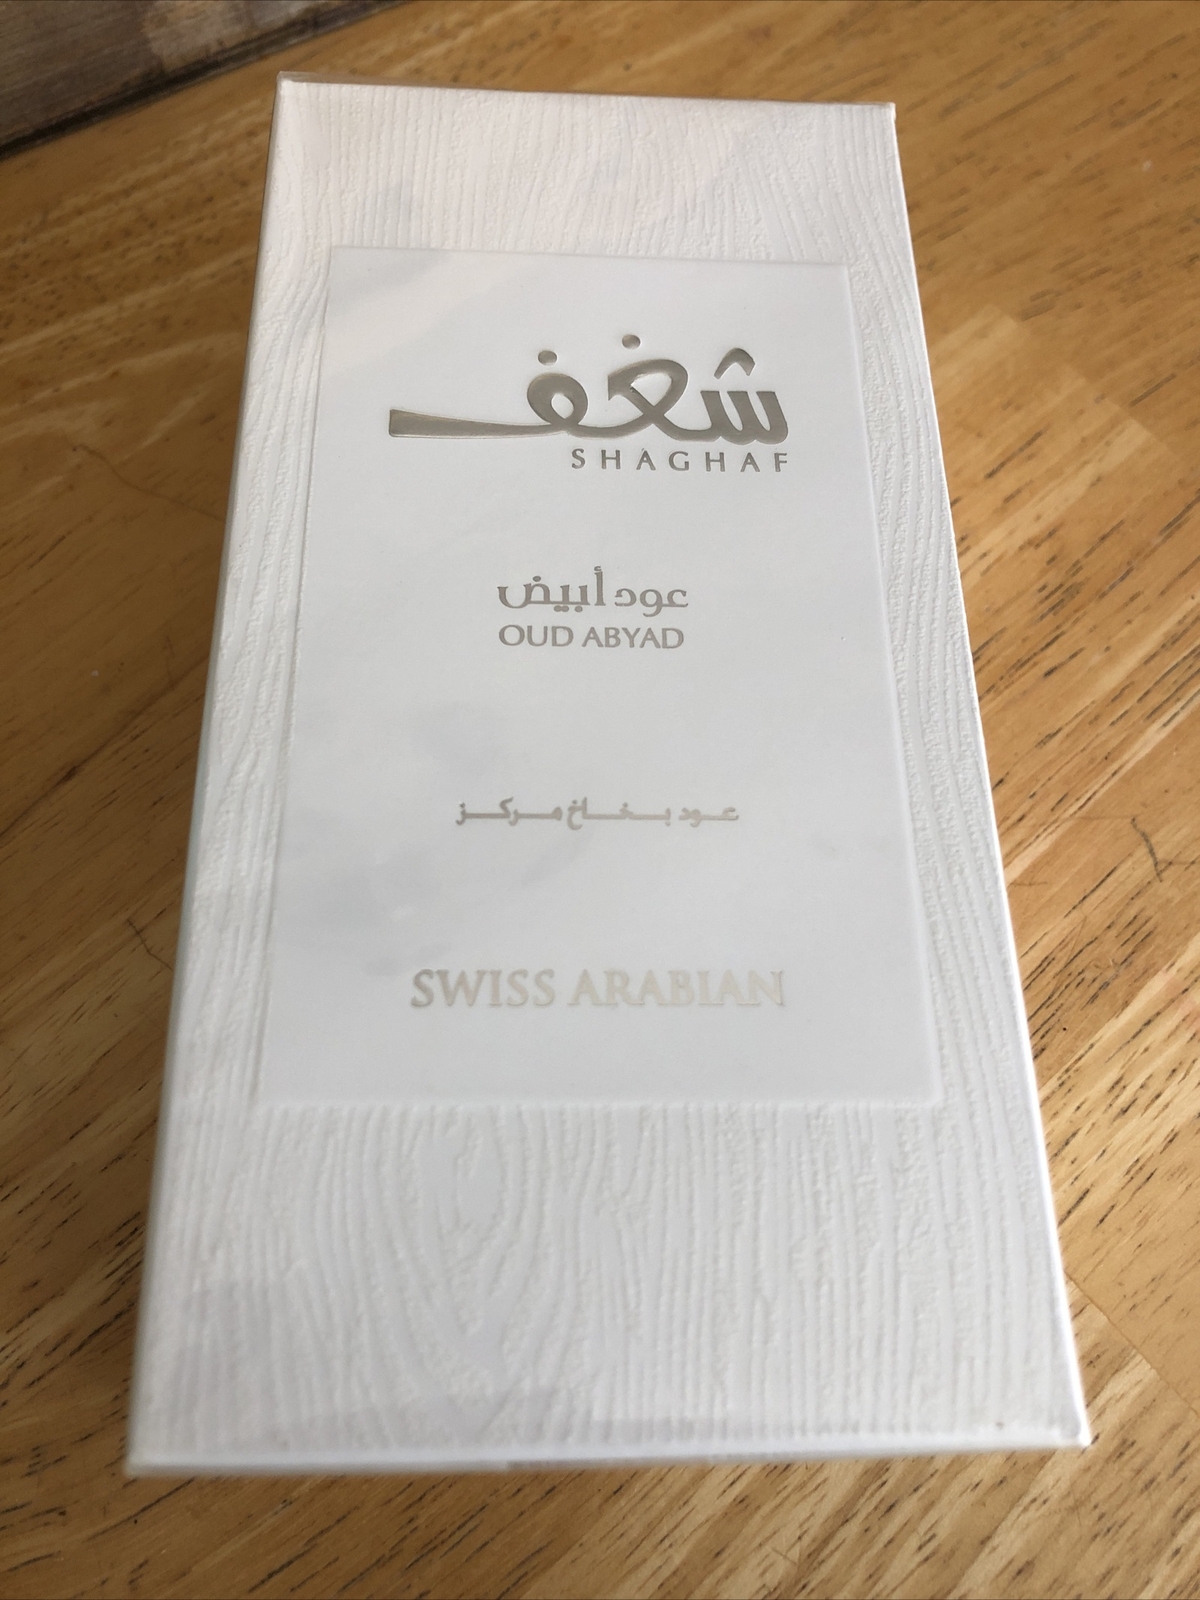 شغف
SHAGHAF
عود أبيض
OUD ABYAD
عود بخاخ مركز
SWISS ARABIAN